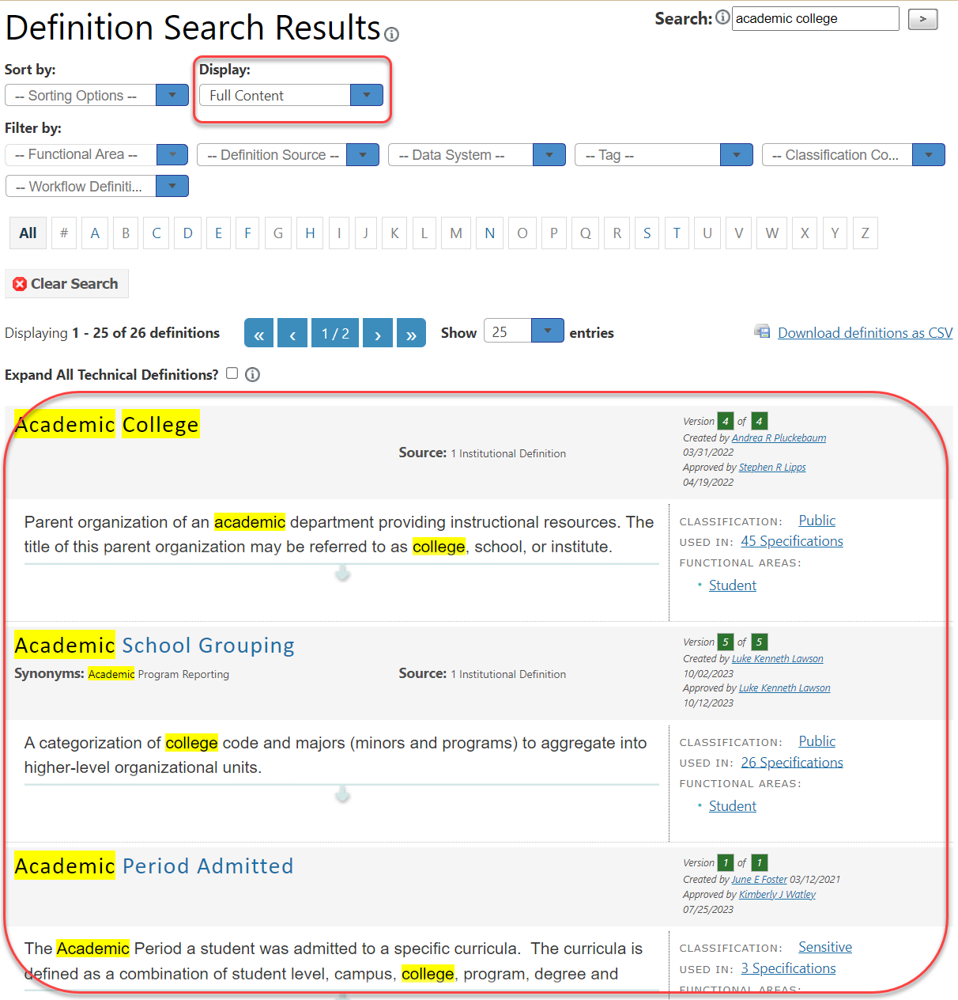 Definition Search Results
Search: academic college >
Sort by:
Display:
-- Sorting Options --
Full Content
Filter by:
-- Functional Area --
-- Definition Source --
-- Data System --
-- Tag --
-- Classification Co...
-- Workflow Definiti...
All # A B C D E F G H I J K L M N O P Q R S T U V W X Y Z
Clear Search
Displaying 1 - 25 of 26 definitions
« ‹ 1 / 2 › »
Show 25 entries
Download definitions as CSV
Expand All Technical Definitions?
Academic College
Source: 1 Institutional Definition
Version 4 of 4
Created by Andrea R Pluckebaum
03/31/2022
Approved by Stephen R Lipps
04/19/2022
Parent organization of an academic department providing instructional resources. The
title of this parent organization may be referred to as college, school, or institute.
CLASSIFICATION: Public
USED IN: 45 Specifications
FUNCTIONAL AREAS:
• Student
Academic School Grouping
Synonyms: Academic Program Reporting
Source: 1 Institutional Definition
Version 5 of 5
Created by Luke Kenneth Lawson
10/02/2023
Approved by Luke Kenneth Lawson
10/12/2023
A categorization of college code and majors (minors and programs) to aggregate into
higher-level organizational units.
CLASSIFICATION: Public
USED IN: 26 Specifications
FUNCTIONAL AREAS:
• Student
Academic Period Admitted
Version 1 of 1
Created by June E Foster 03/12/2021
Approved by Kimberly J Watley
07/25/2023
The Academic Period a student was admitted to a specific curricula. The curricula is
defined as a combination of student level, campus, college, program, degree and
CLASSIFICATION: Sensitive
USED IN: 3 Specifications
FUNCTIONAL AREAS: